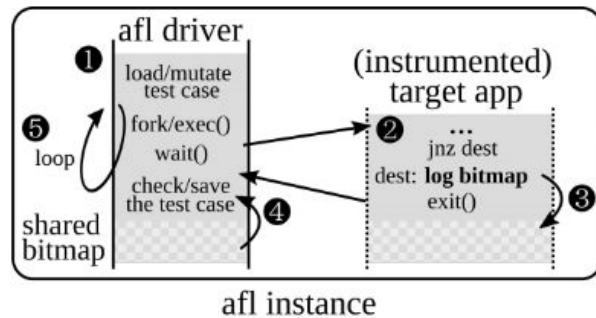 afl driver
❶
load/mutate
test case
❺
fork/exec()
loop
wait()
check/save
the test case
❹
shared
bitmap
(instrumented)
target app
❷
...
jnz dest
dest: log bitmap
❸
exit()
afl instance